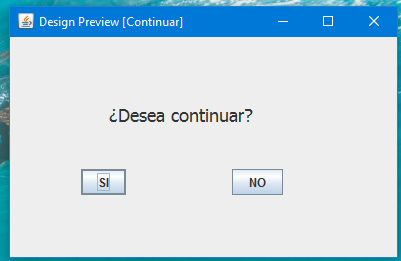 Design Preview [Continuar]
¿Desea continuar?
SI
NO